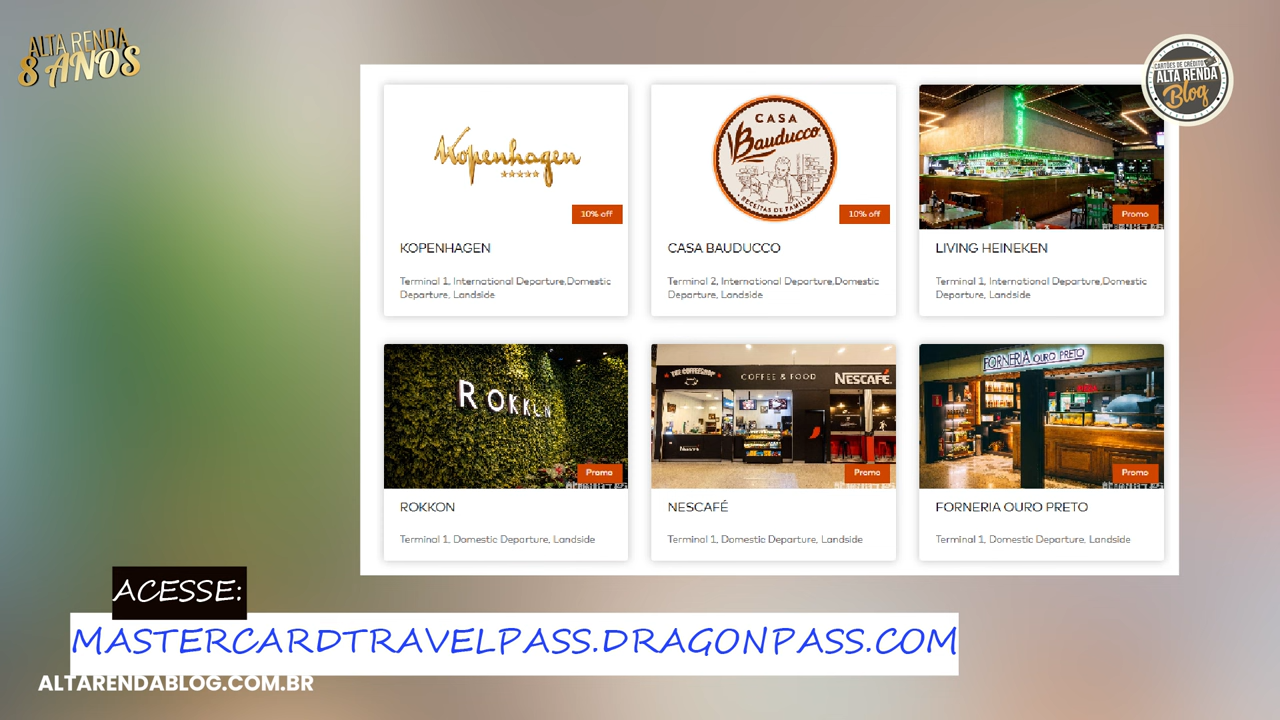 ALTA RENDA
8 ANOS
CARTÕES DE CRÉDITO
ALTA RENDA
Blog
Kopenhagen
10% off
KOPENHAGEN
Terminal 1, International Departure,Domestic
Departure, Landside
CASA
Bauducco
RECEITAS DE FAMÍLIA
10% off
CASA BAUDUCCO
Terminal 2, International Departure,Domestic
Departure, Landside
Promo
LIVING HEINEKEN
Terminal 1, International Departure,Domestic
Departure, Landside
ROKKON
Promo
ROKKON
Terminal 1, Domestic Departure, Landside
THE COFFEESHOP
COFFEE & FOOD
NESCAFÉ
Promo
NESCAFÉ
Terminal 1, Domestic Departure, Landside
FORNERIA OURO PRETO
Promo
FORNERIA OURO PRETO
Terminal 1, Domestic Departure, Landside
ACESSE:
MASTERCARDTRAVELPASS.DRAGONPASS.COM
ALTARENDABLOG.COM.BR